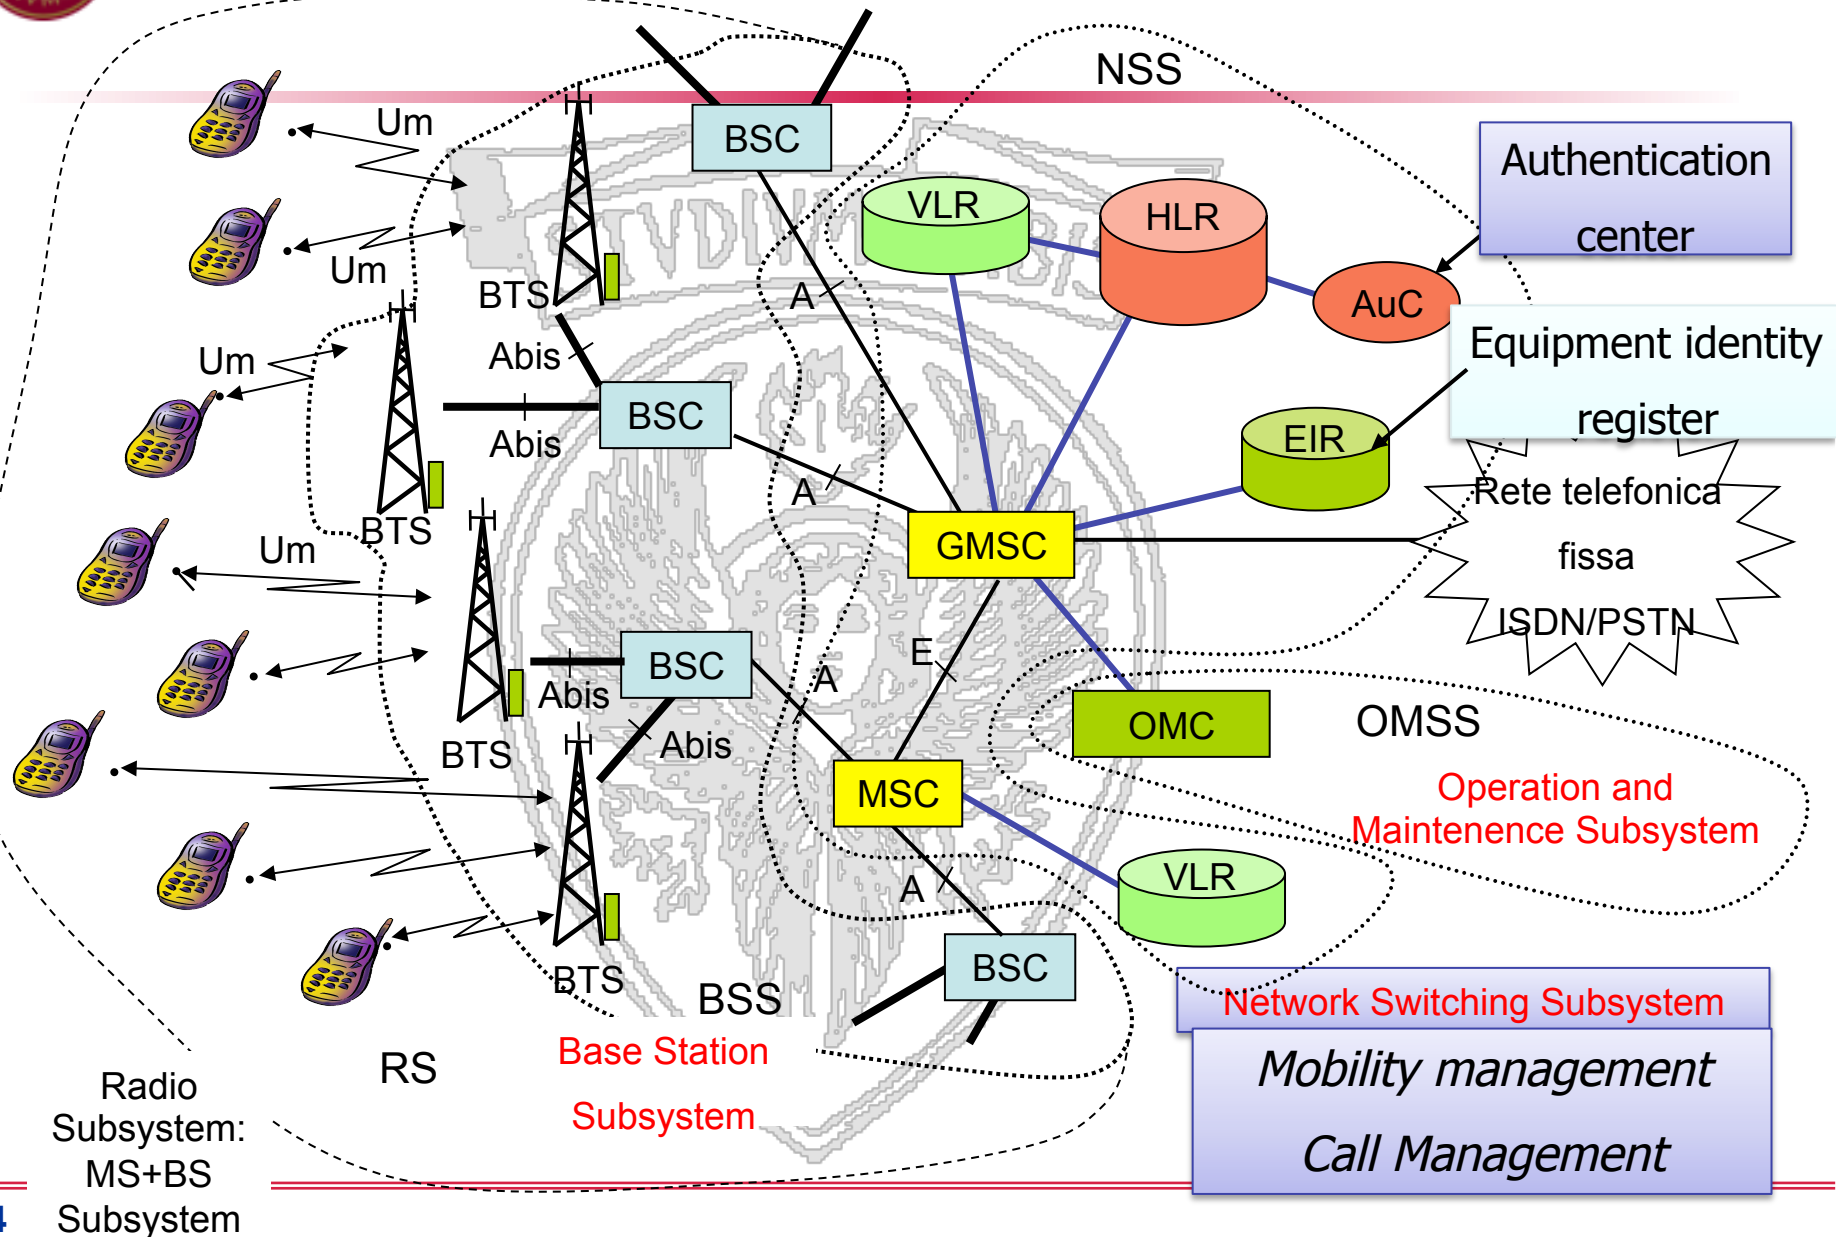 NSS
Um
BSC
Authentication
center
VLR
HLR
Um
BTS
A
AuC
Um
Abis
Equipment identity
register
BSC
Abis
EIR
A
Rete telefonica
fissa
ISDN/PSTN
BTS
Um
GMSC
BSC
Abis
A
E
Abis
BTS
OMC
OMSS
MSC
Operation and
Maintenence Subsystem
A
VLR
BTS
BSC
BSS
Network Switching Subsystem
Base Station
Subsystem
RS
Mobility management
Call Management
Radio
Subsystem:
MS+BS
Subsystem
4